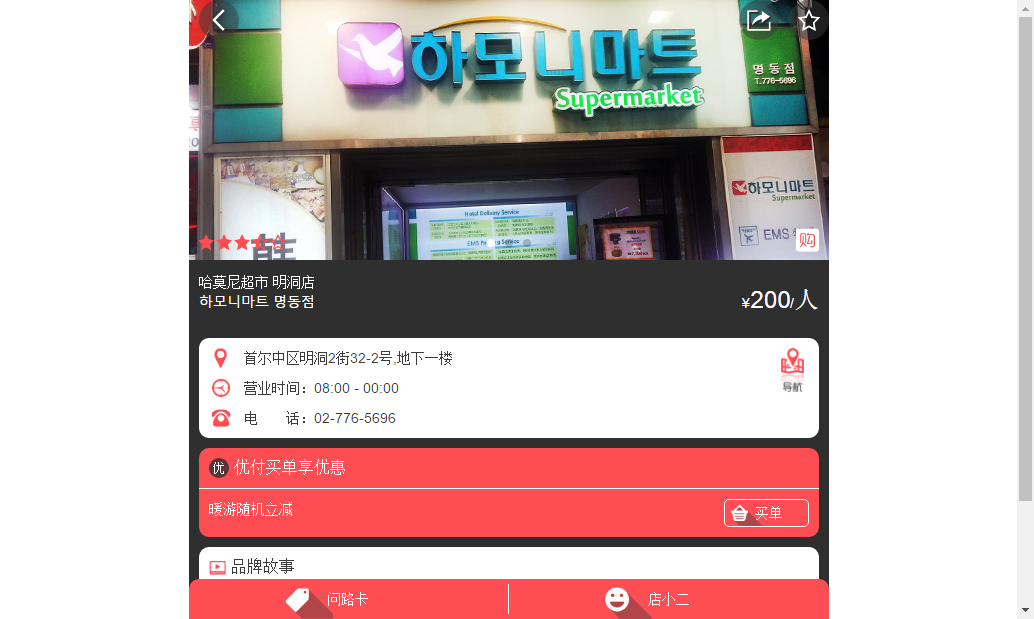 하모니마트
Supermarket
명동점
T.776-5696
하모니마트
Supermarket
Hotel Delivery Service
EMS
EMS
购
哈莫尼超市 明洞店
하모니마트 명동점
¥200/人
首尔中区明洞2街32-2号,地下一楼
导航
营业时间：08:00 - 00:00
电 话：02-776-5696
优 优付买单享优惠
暖游随机立减
买单
品牌故事
问路卡
店小二